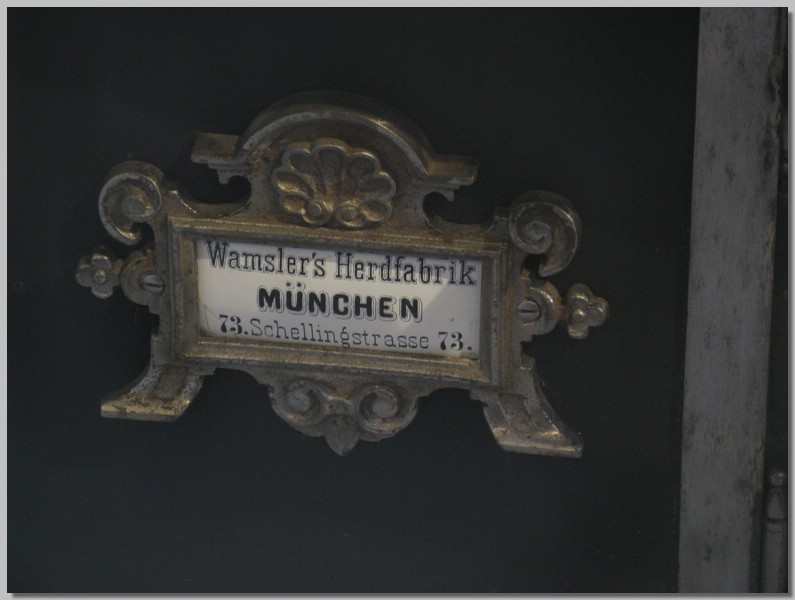 Wamsler's Herdfabrik
MÜNCHEN
73. Schellingstrasse 73.